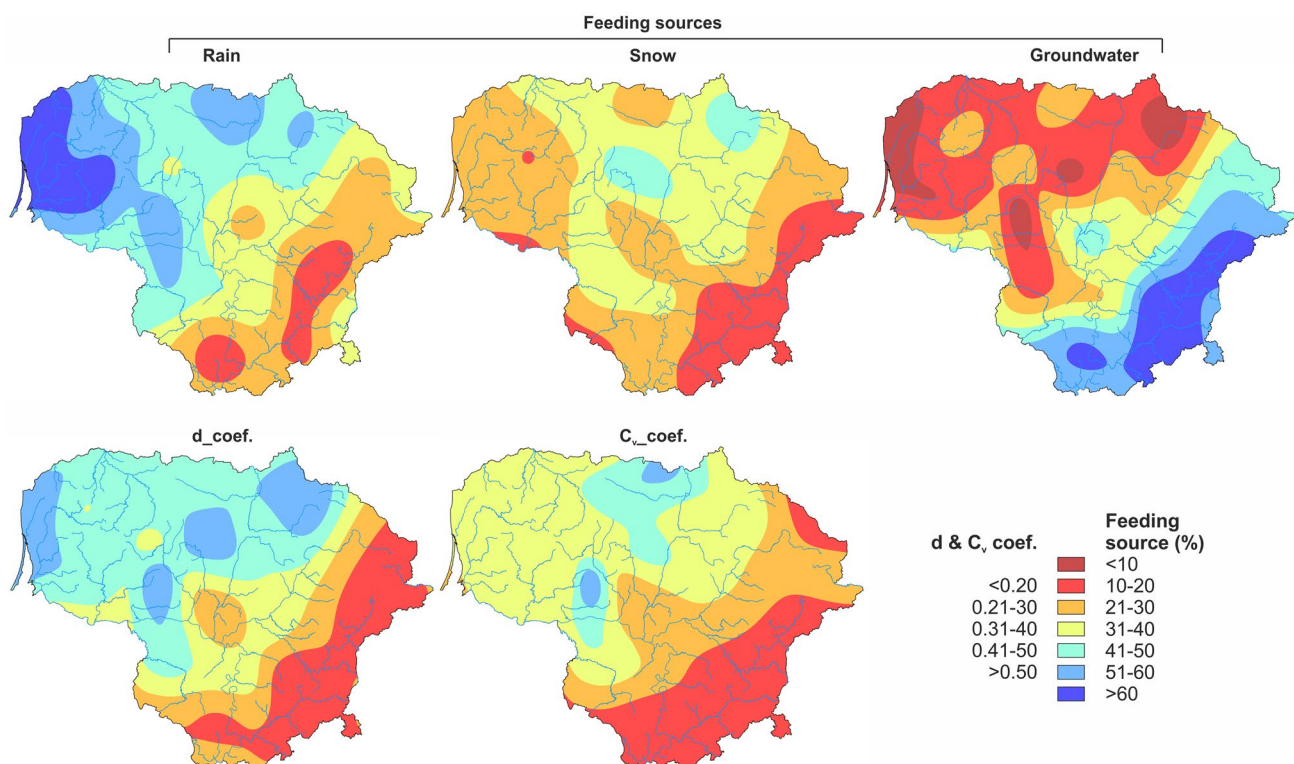 Feeding sources
Rain
Snow
Groundwater
d_coef.
Cv_coef.
d & Cv coef.
Feeding source (%)
<10
<0.20 10-20
0.21-30 21-30
0.31-40 31-40
0.41-50 41-50
>0.50 51-60
>60